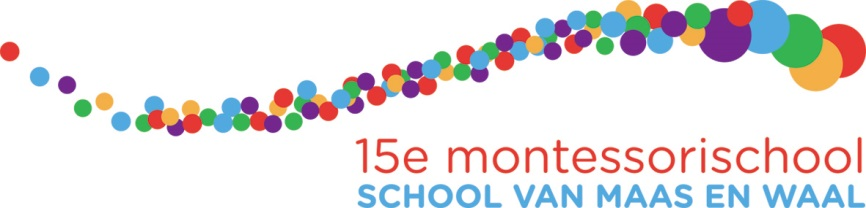 15e montessorischool
SCHOOL VAN MAAS EN WAAL